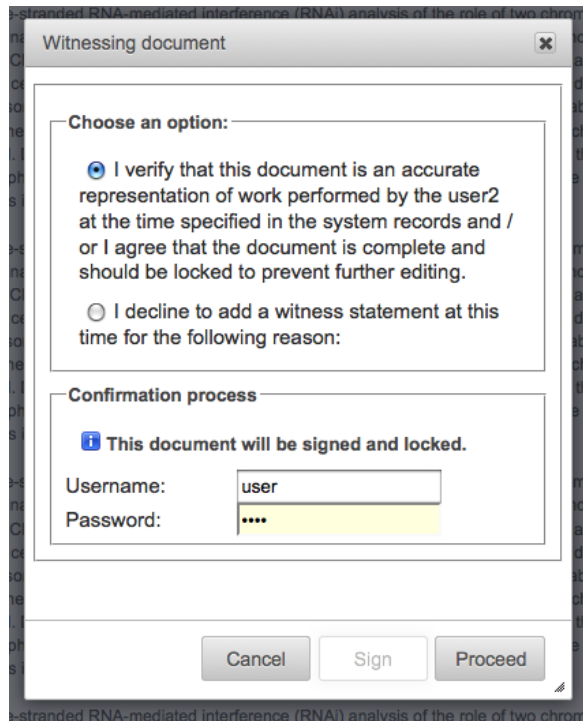 e-stranded RNA-mediated interference (RNAi) analysis of the role of two chrom
Witnessing document
Choose an option:
I verify that this document is an accurate
representation of work performed by the user2
at the time specified in the system records and /
or I agree that the document is complete and
should be locked to prevent further editing.
I decline to add a witness statement at this
time for the following reason:
Confirmation process
i This document will be signed and locked.
Username: user
Password: ••••
Cancel Sign Proceed
e-stranded RNA-mediated interference (RNAi) analysis of the role of two chrom